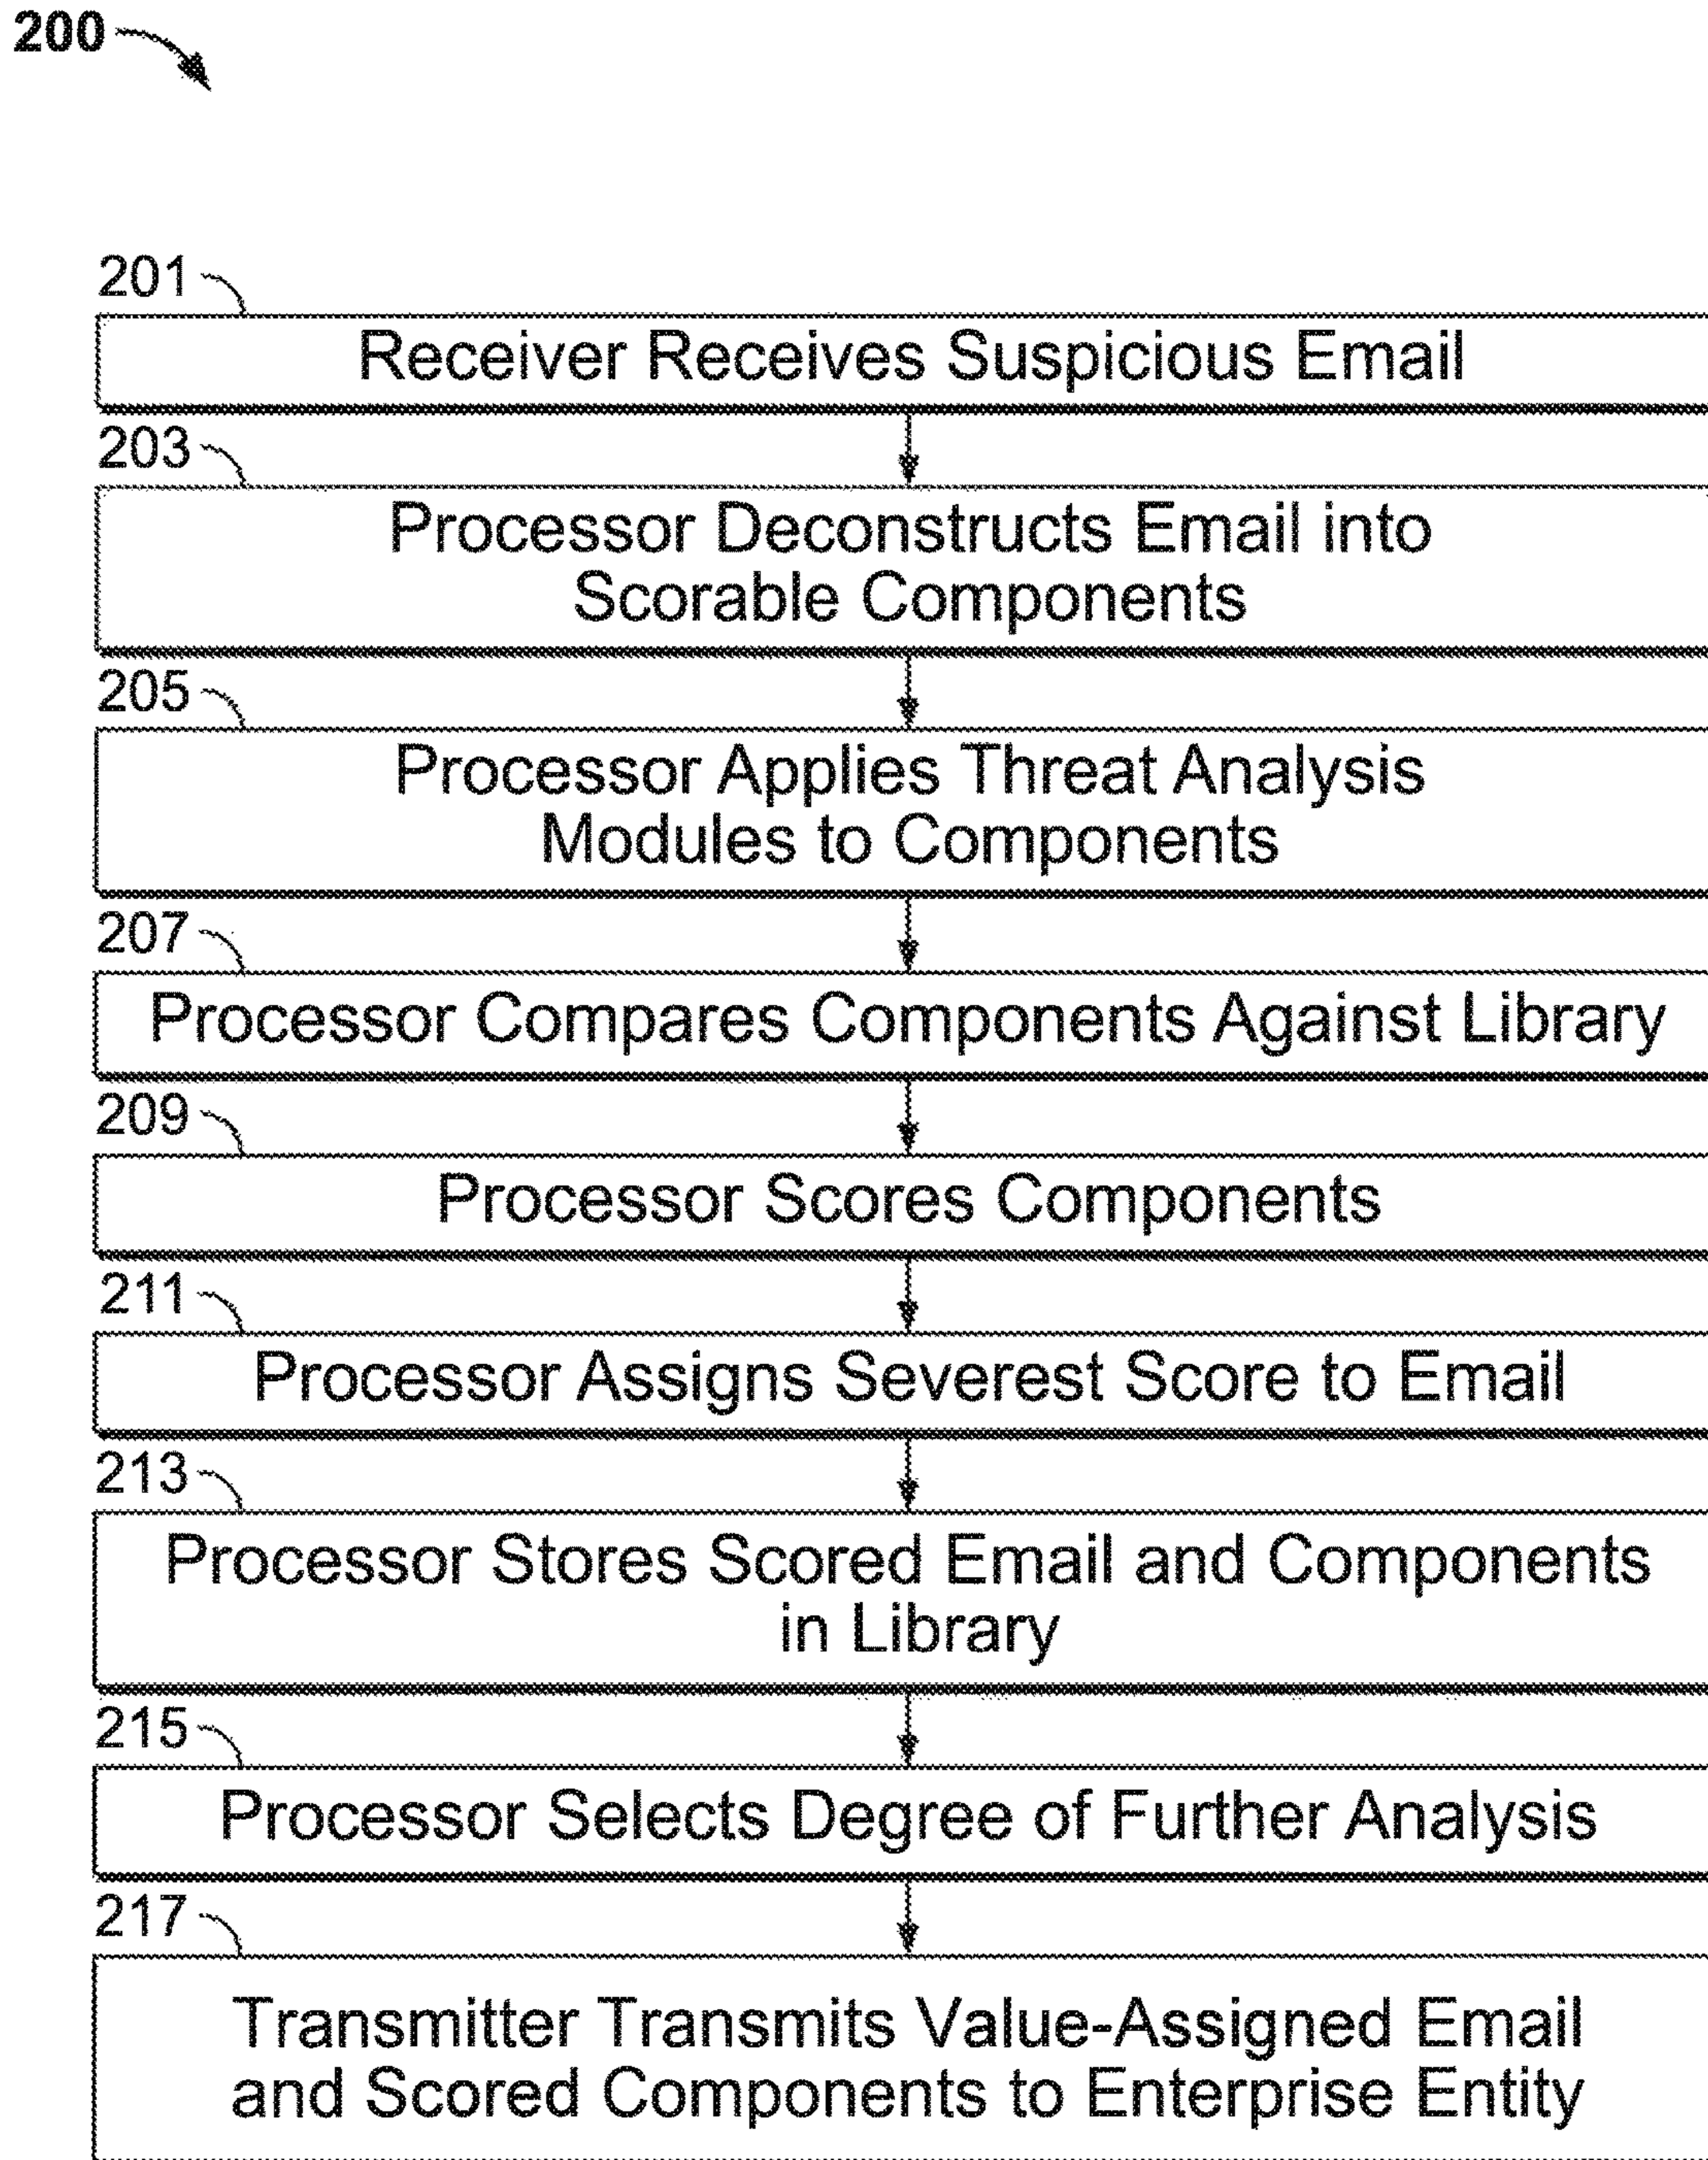 200
201
Receiver Receives Suspicious Email
203
Processor Deconstructs Email into
Scorable Components
205
Processor Applies Threat Analysis
Modules to Components
207
Processor Compares Components Against Library
209
Processor Scores Components
211
Processor Assigns Severest Score to Email
213
Processor Stores Scored Email and Components
in Library
215
Processor Selects Degree of Further Analysis
217
Transmitter Transmits Value-Assigned Email
and Scored Components to Enterprise Entity